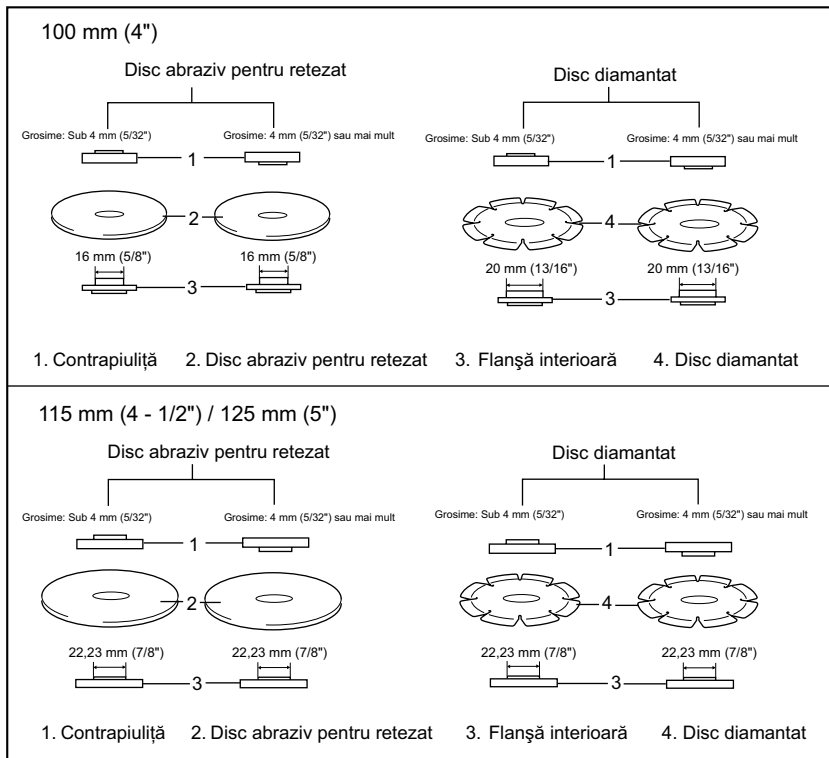 100 mm (4")
Disc abraziv pentru retezat
Disc diamantat
Grosime: Sub 4 mm (5/32")
Grosime: 4 mm (5/32") sau mai mult
Grosime: Sub 4 mm (5/32")
Grosime: 4 mm (5/32") sau mai mult
1
1
2
4
16 mm (5/8")
16 mm (5/8")
20 mm (13/16")
20 mm (13/16")
3
3
1. Contrapiuliţă 2. Disc abraziv pentru retezat 3. Flanşă interioară 4. Disc diamantat
115 mm (4 - 1/2") / 125 mm (5")
Disc abraziv pentru retezat
Disc diamantat
Grosime: Sub 4 mm (5/32")
Grosime: 4 mm (5/32") sau mai mult
Grosime: Sub 4 mm (5/32")
Grosime: 4 mm (5/32") sau mai mult
1
1
2
4
22,23 mm (7/8")
22,23 mm (7/8")
22,23 mm (7/8")
22,23 mm (7/8")
3
3
1. Contrapiuliţă 2. Disc abraziv pentru retezat 3. Flanşă interioară 4. Disc diamantat